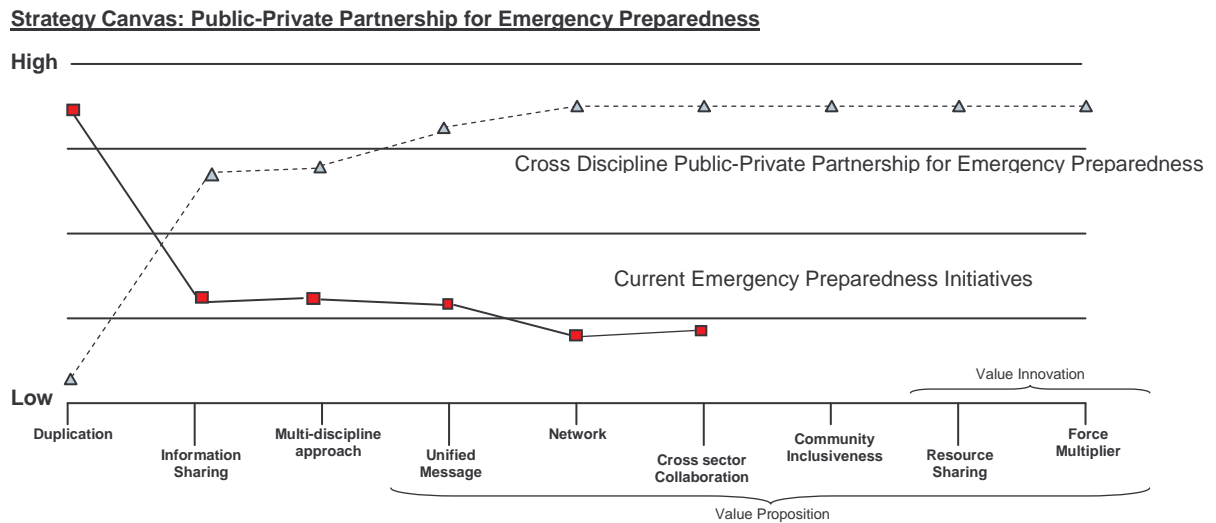 Strategy Canvas: Public-Private Partnership for Emergency Preparedness
High
Cross Discipline Public-Private Partnership for Emergency Preparedness
Current Emergency Preparedness Initiatives
Value Innovation
Low
Duplication
Information
Sharing
Multi-discipline
approach
Unified
Message
Network
Cross sector
Collaboration
Community
Inclusiveness
Resource
Sharing
Force
Multiplier
Value Proposition